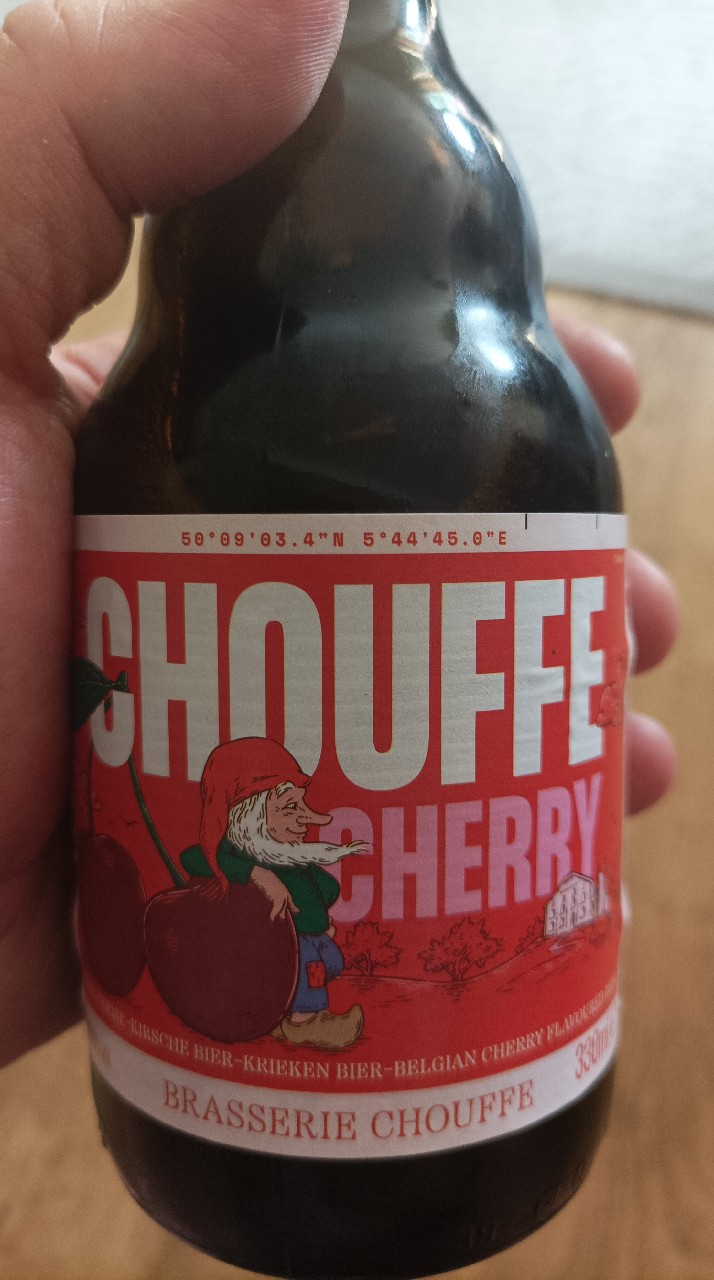 50°09'03.4"N 5°44'45.0"E
CHOUFFE
CHERRY
-KIRSCHE BIER-KRIEKEN BIER-BELGIAN CHERRY FLAVOURED
330ml
BRASSERIE CHOUFFE